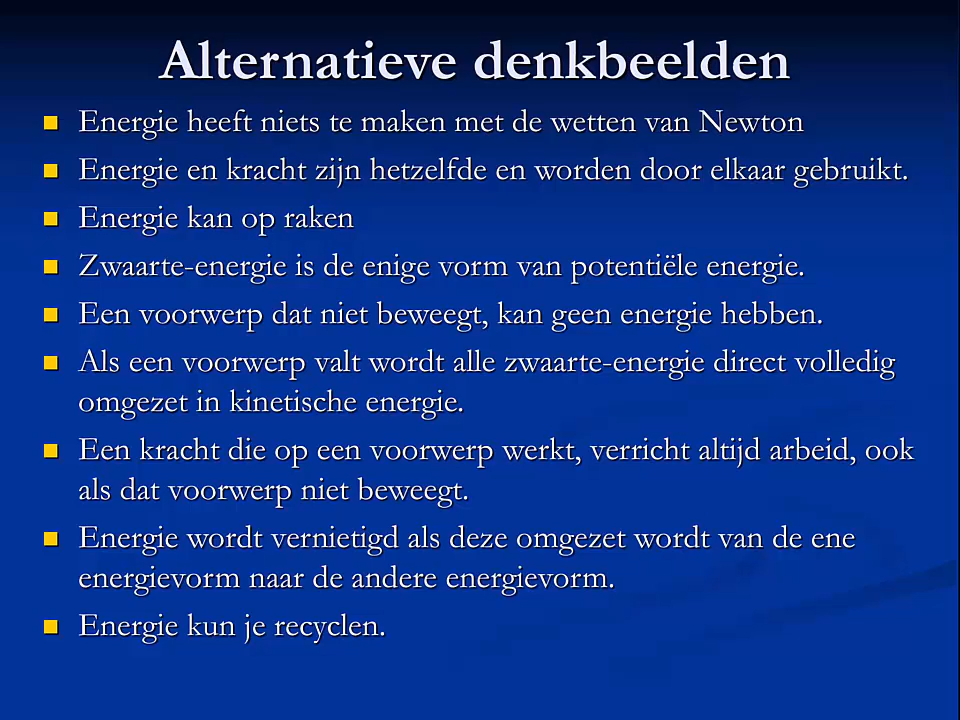 Alternatieve denkbeelden
Energie heeft niets te maken met de wetten van Newton
Energie en kracht zijn hetzelfde en worden door elkaar gebruikt.
Energie kan op raken
Zwaarte-energie is de enige vorm van potentiële energie.
Een voorwerp dat niet beweegt, kan geen energie hebben.
Als een voorwerp valt wordt alle zwaarte-energie direct volledig
omgezet in kinetische energie.
Een kracht die op een voorwerp werkt, verricht altijd arbeid, ook
als dat voorwerp niet beweegt.
Energie wordt vernietigd als deze omgezet wordt van de ene
energievorm naar de andere energievorm.
Energie kun je recyclen.